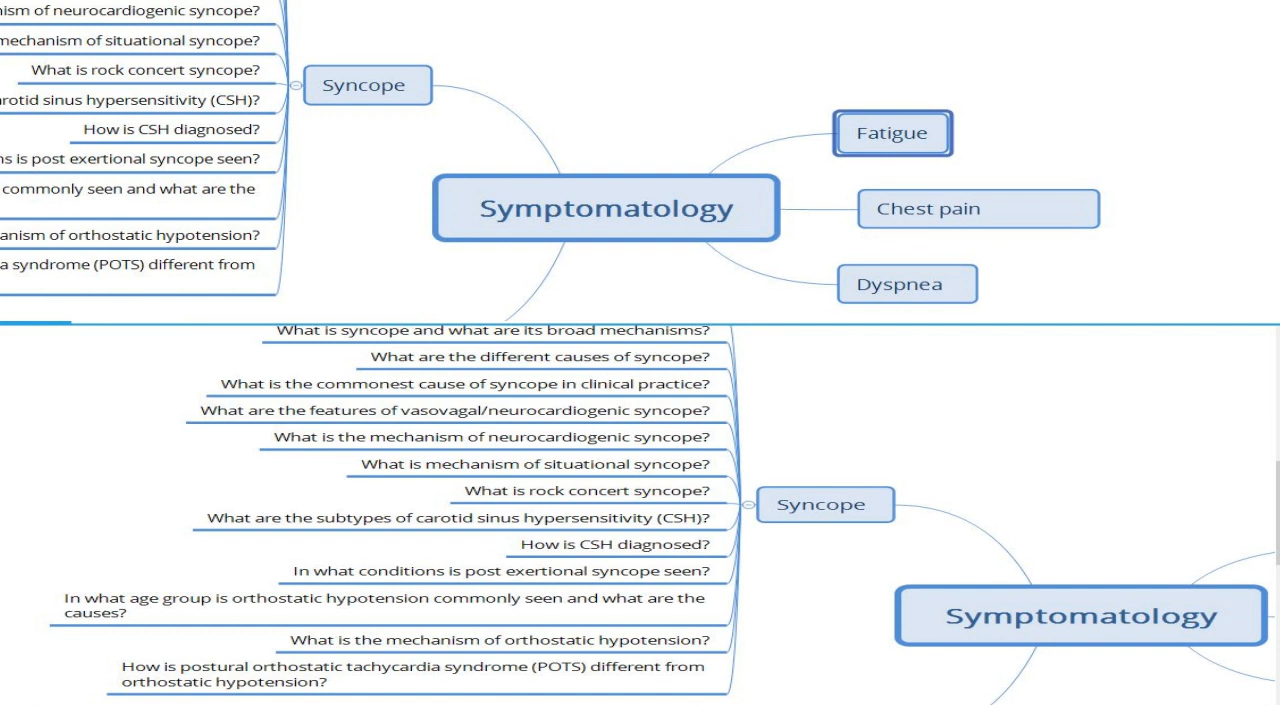 ism of neurocardiogenic syncope?
mechanism of situational syncope?
What is rock concert syncope?
arotid sinus hypersensitivity (CSH)?
How is CSH diagnosed?
ns is post exertional syncope seen?
commonly seen and what are the
anism of orthostatic hypotension?
a syndrome (POTS) different from
Syncope
Symptomatology
Fatigue
Chest pain
Dyspnea
What is syncope and what are its broad mechanisms?
What are the different causes of syncope?
What is the commonest cause of syncope in clinical practice?
What are the features of vasovagal/neurocardiogenic syncope?
What is the mechanism of neurocardiogenic syncope?
What is mechanism of situational syncope?
What is rock concert syncope?
What are the subtypes of carotid sinus hypersensitivity (CSH)?
How is CSH diagnosed?
In what conditions is post exertional syncope seen?
In what age group is orthostatic hypotension commonly seen and what are the
causes?
What is the mechanism of orthostatic hypotension?
How is postural orthostatic tachycardia syndrome (POTS) different from
orthostatic hypotension?
Syncope
Symptomatology